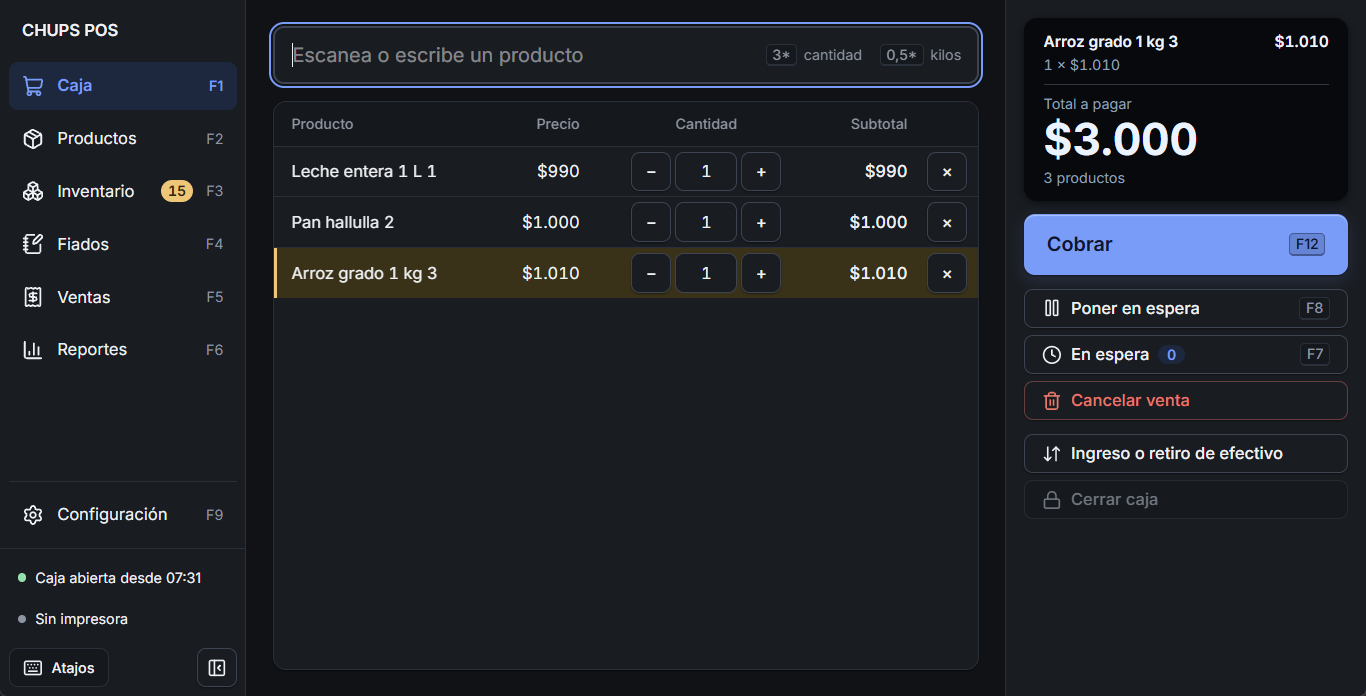 CHUPS POS
Caja F1
Productos F2
Inventario 15 F3
Fiados F4
Ventas F5
Reportes F6
Configuración F9
Caja abierta desde 07:31
Sin impresora
Atajos
Escanea o escribe un producto 3* cantidad 0,5* kilos
Producto Precio Cantidad Subtotal
Leche entera 1 L 1 $990 − 1 + $990 ×
Pan hallulla 2 $1.000 − 1 + $1.000 ×
Arroz grado 1 kg 3 $1.010 − 1 + $1.010 ×
Arroz grado 1 kg 3 $1.010
1 × $1.010
Total a pagar
$3.000
3 productos
Cobrar F12
Poner en espera F8
En espera 0 F7
Cancelar venta
Ingreso o retiro de efectivo
Cerrar caja